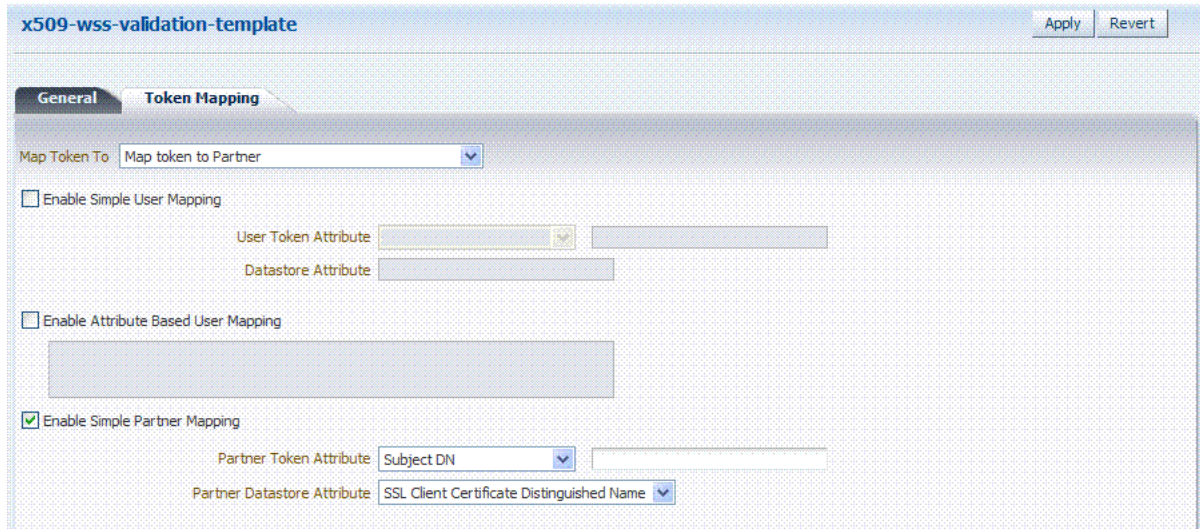 x509-wss-validation-template
Apply Revert
General Token Mapping
Map Token To Map token to Partner
Enable Simple User Mapping
User Token Attribute
Datastore Attribute
Enable Attribute Based User Mapping
Enable Simple Partner Mapping
Partner Token Attribute Subject DN
Partner Datastore Attribute SSL Client Certificate Distinguished Name